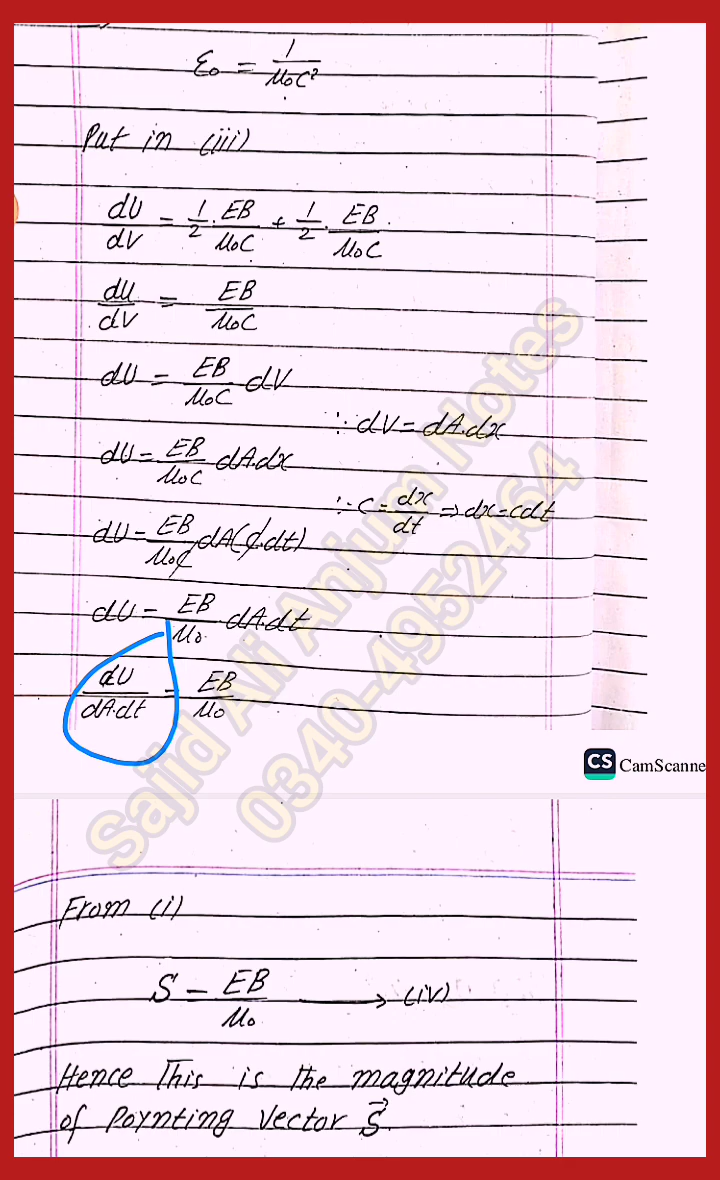 ε₀ = 1/μ₀c²
Put in (iii)
dU/dV = 1/2 . EB/μ₀c + 1/2 . EB/μ₀c
dU/dV = EB/μ₀c
dU = EB/μ₀c dV
∵ dV = dA.dx
dU = EB/μ₀c dA.dx
∵ c = dx/dt ⇒ dx = cdt
dU = EB/μ₀c dA(c.dt)
dU = EB/μ₀ dA.dt
dU/dA.dt = EB/μ₀
Sajid Ali Anjum Notes
0340-4952464
CS CamScanne
From (i)
S = EB/μ₀ → (iv)
Hence This is the magnitude
of Poynting Vector S⃗.